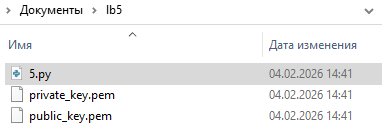 Документы lb5
Имя Дата изменения
5.py 04.02.2026 14:41
private_key.pem 04.02.2026 14:41
public_key.pem 04.02.2026 14:41